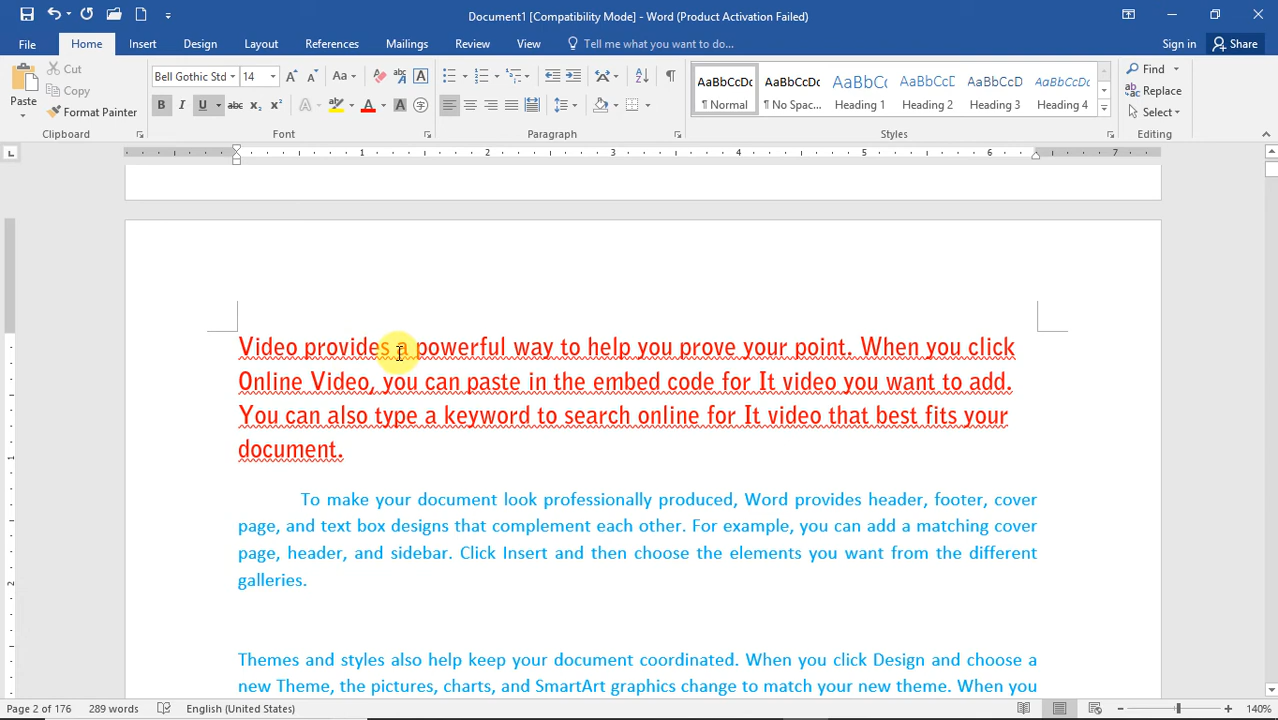 Document1 [Compatibility Mode] - Word (Product Activation Failed)
File Home Insert Design Layout References Mailings Review View Tell me what you want to do... Sign in Share
Paste
Cut
Copy
Format Painter
Clipboard
Bell Gothic Std 14
Font
Paragraph
AaBbCcDc AaBbCcDc AaBbCc AaBbCcD AaBbCcDc AaBbCcDc
¶ Normal ¶ No Spac... Heading 1 Heading 2 Heading 3 Heading 4
Styles
Find
Replace
Select
Editing
1 2 3 4 5 6 7
Video provides a powerful way to help you prove your point. When you click
Online Video, you can paste in the embed code for It video you want to add.
You can also type a keyword to search online for It video that best fits your
document.
To make your document look professionally produced, Word provides header, footer, cover
page, and text box designs that complement each other. For example, you can add a matching cover
page, header, and sidebar. Click Insert and then choose the elements you want from the different
galleries.
Themes and styles also help keep your document coordinated. When you click Design and choose a
new Theme, the pictures, charts, and SmartArt graphics change to match your new theme. When you
Page 2 of 176 289 words English (United States) 140%